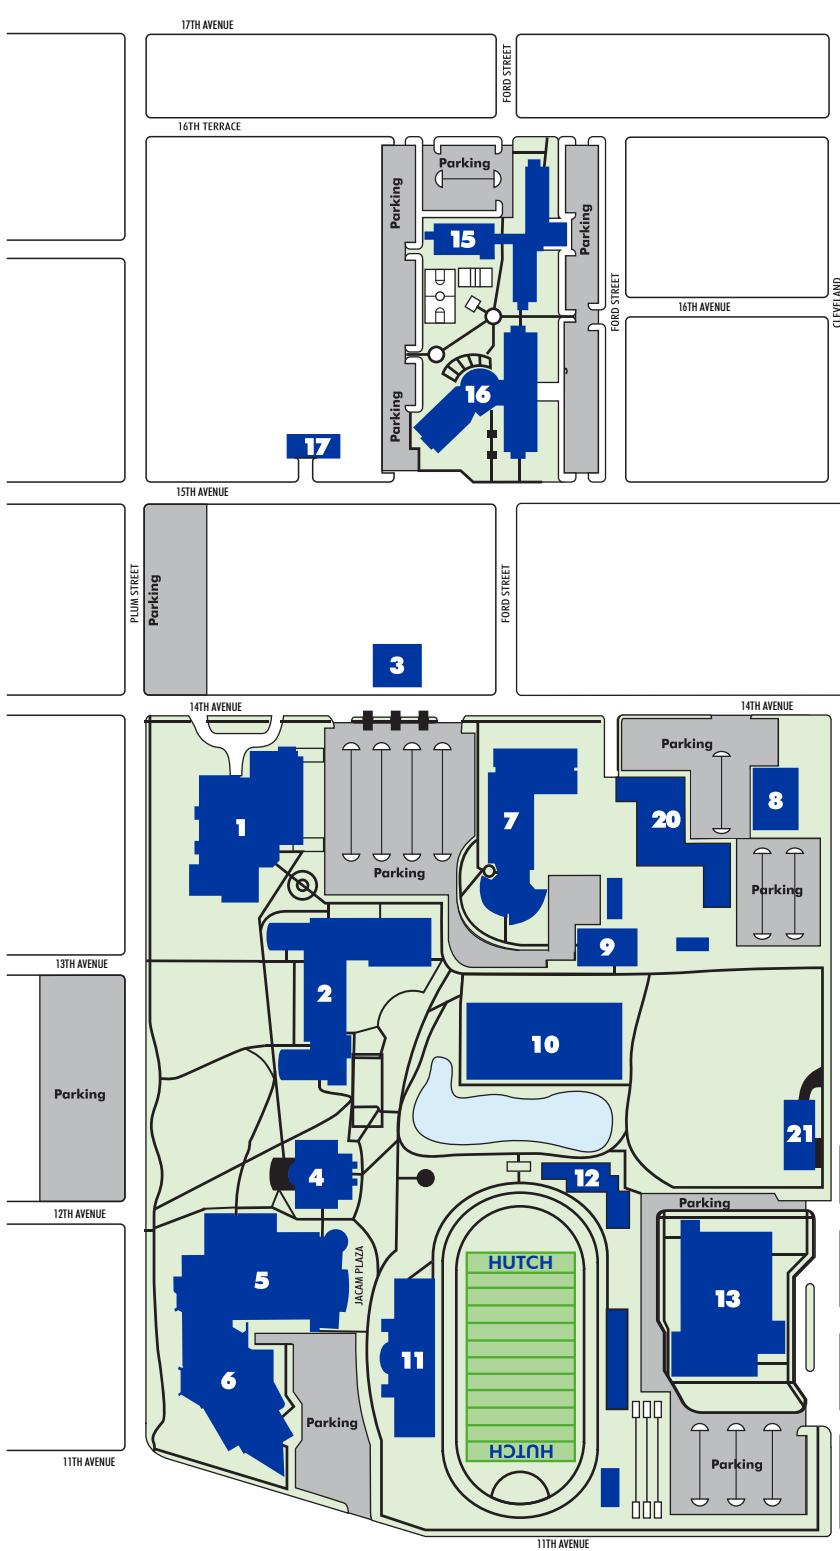 17TH AVENUE
FORD STREET
16TH TERRACE
Parking
Parking
Parking
15
FORD STREET
CLEVELAND
16TH AVENUE
16
Parking
17
15TH AVENUE
PLUM STREET
Parking
FORD STREET
3
14TH AVENUE
14TH AVENUE
Parking
8
1
7
20
Parking
Parking
9
13TH AVENUE
2
10
Parking
21
4
12
Parking
12TH AVENUE
JACAM PLAZA
HUTCH
5
13
11
6
Parking
HUTCH
11TH AVENUE
Parking
11TH AVENUE